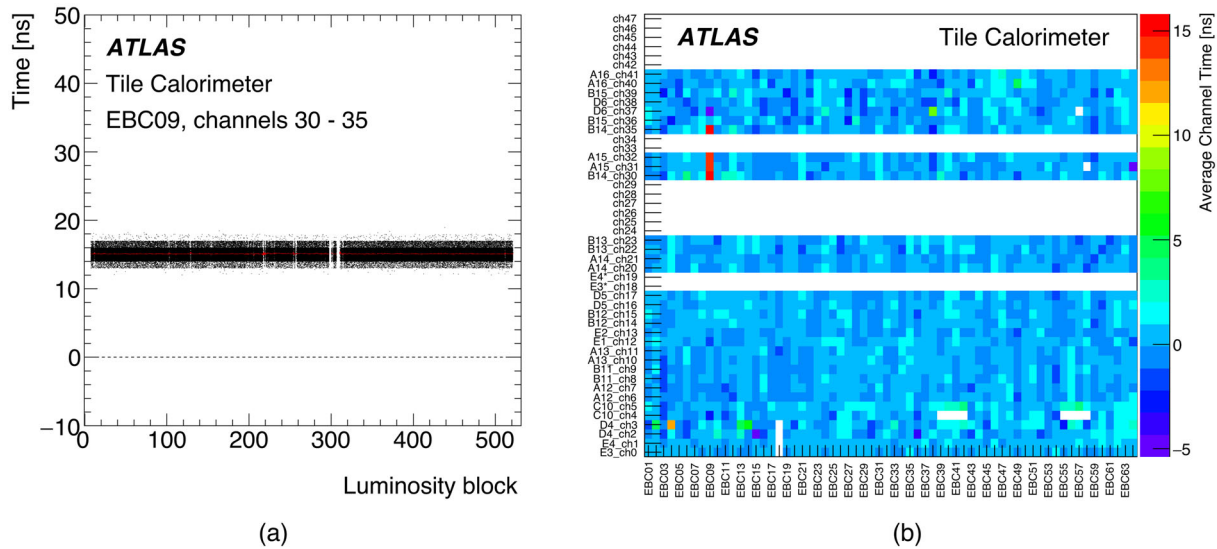 50
40
30
20
10
0
−10
Time [ns]
ATLAS
Tile Calorimeter
EBC09, channels 30 - 35
0 100 200 300 400 500
Luminosity block
(a)
ATLAS Tile Calorimeter
ch47
ch46
ch45
ch44
ch43
ch42
A16_ch41
A16_ch40
B15_ch39
D6_ch38
D6_ch37
B15_ch36
B14_ch35
ch34
ch33
A15_ch32
A15_ch31
B14_ch30
ch29
ch28
ch27
ch26
ch25
ch24
B13_ch23
B13_ch22
A14_ch21
A14_ch20
E4*_ch19
E3*_ch18
D5_ch17
D5_ch16
B12_ch15
B12_ch14
E2_ch13
E1_ch12
A13_ch11
A13_ch10
B11_ch9
B11_ch8
A12_ch7
A12_ch6
C10_ch5
C10_ch4
D4_ch3
D4_ch2
E4_ch1
E3_ch0
EBC01 EBC03 EBC05 EBC07 EBC09 EBC11 EBC13 EBC15 EBC17 EBC19 EBC21 EBC23 EBC25 EBC27 EBC29 EBC31 EBC33 EBC35 EBC37 EBC39 EBC41 EBC43 EBC45 EBC47 EBC49 EBC51 EBC53 EBC55 EBC57 EBC59 EBC61 EBC63
15
10
5
0
−5
Average Channel Time [ns]
(b)